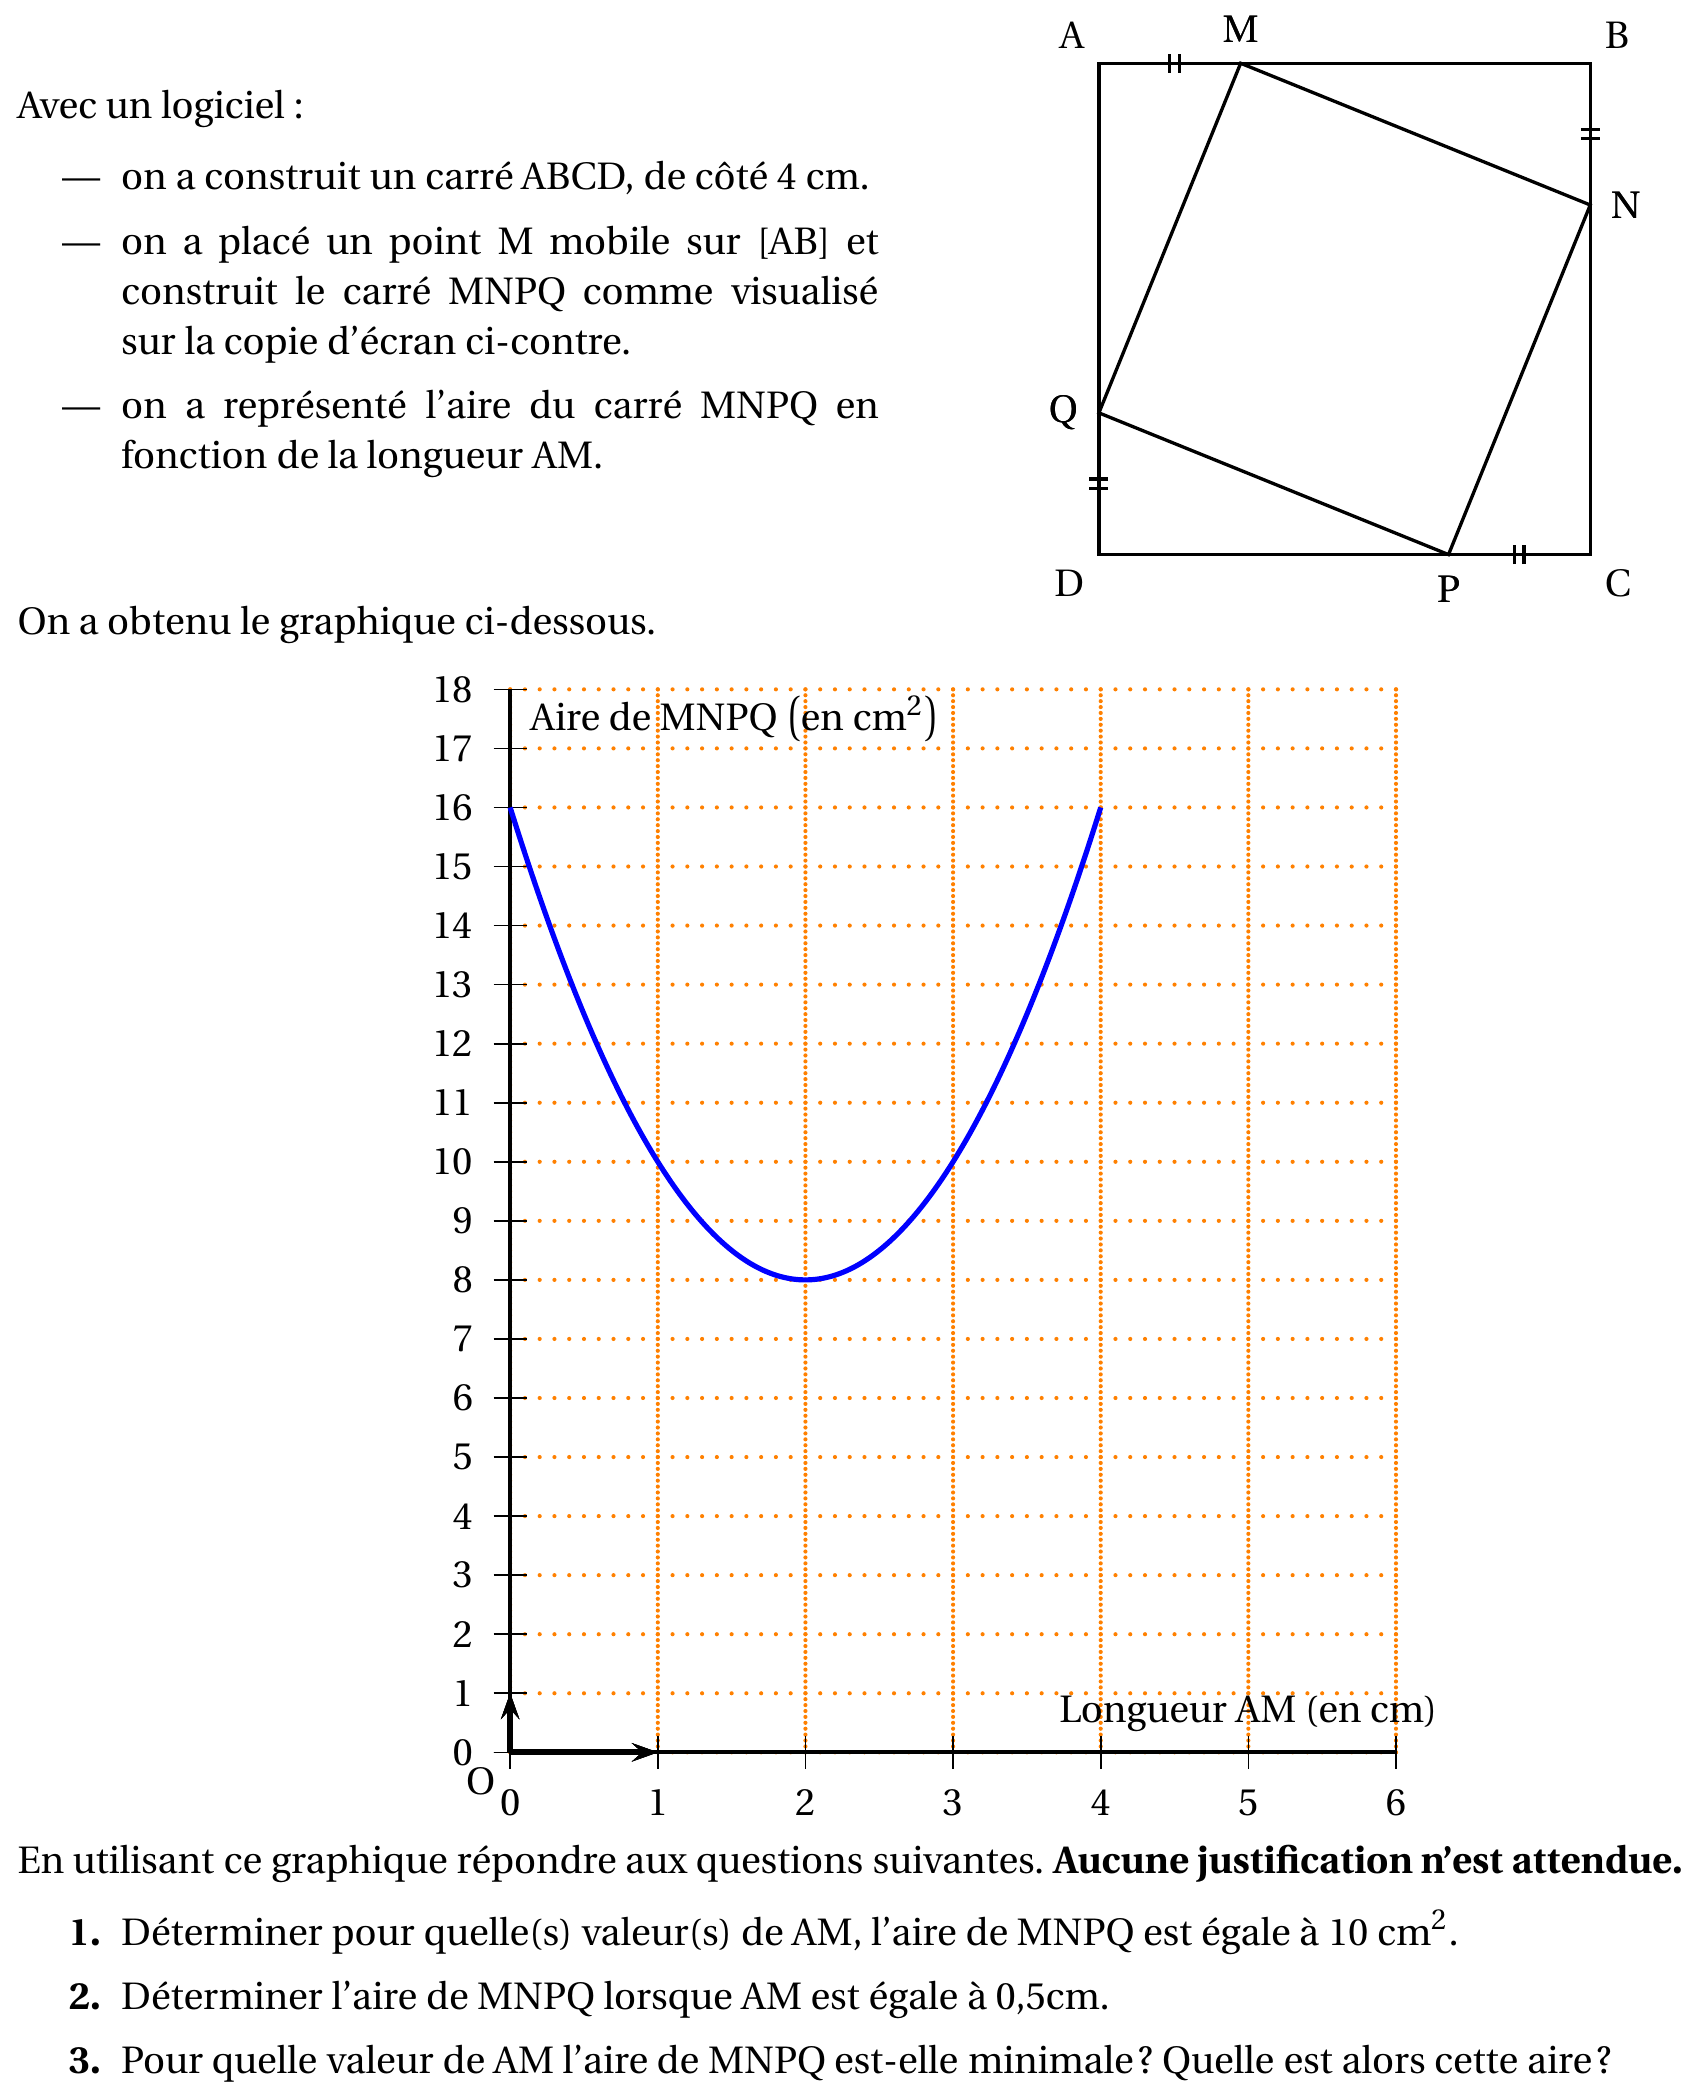 A
M
B
Avec un logiciel :
— on a construit un carré ABCD, de côté 4 cm.
N
— on a placé un point M mobile sur [AB] et
construit le carré MNPQ comme visualisé
sur la copie d’écran ci-contre.
— on a représenté l’aire du carré MNPQ en
fonction de la longueur AM.
Q
D
P
C
On a obtenu le graphique ci-dessous.
18
Aire de MNPQ (en cm²)
17
16
15
14
13
12
11
10
9
8
7
6
5
4
3
2
1
Longueur AM (en cm)
0
O
0 1 2 3 4 5 6
En utilisant ce graphique répondre aux questions suivantes. Aucune justification n’est attendue.
1. Déterminer pour quelle(s) valeur(s) de AM, l’aire de MNPQ est égale à 10 cm².
2. Déterminer l’aire de MNPQ lorsque AM est égale à 0,5cm.
3. Pour quelle valeur de AM l’aire de MNPQ est-elle minimale ? Quelle est alors cette aire ?